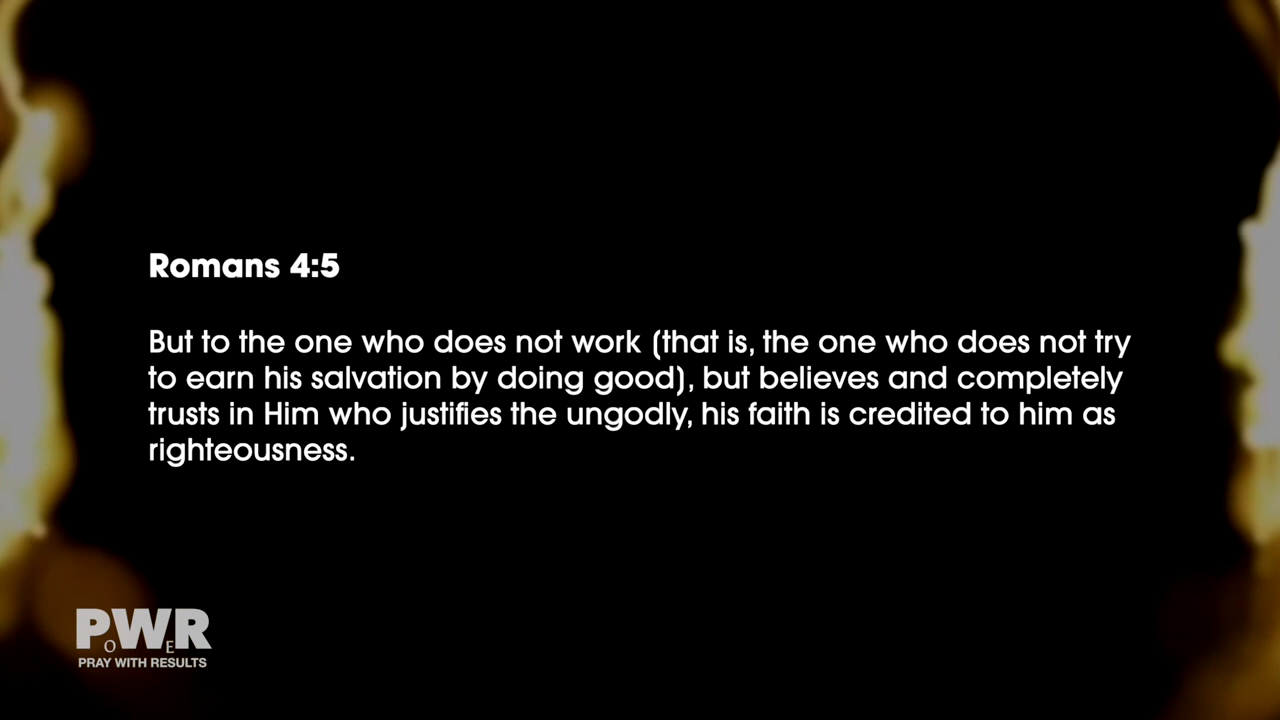 Romans 4:5
But to the one who does not work (that is, the one who does not try
to earn his salvation by doing good), but believes and completely
trusts in Him who justifies the ungodly, his faith is credited to him as
righteousness.
PoWER
PRAY WITH RESULTS